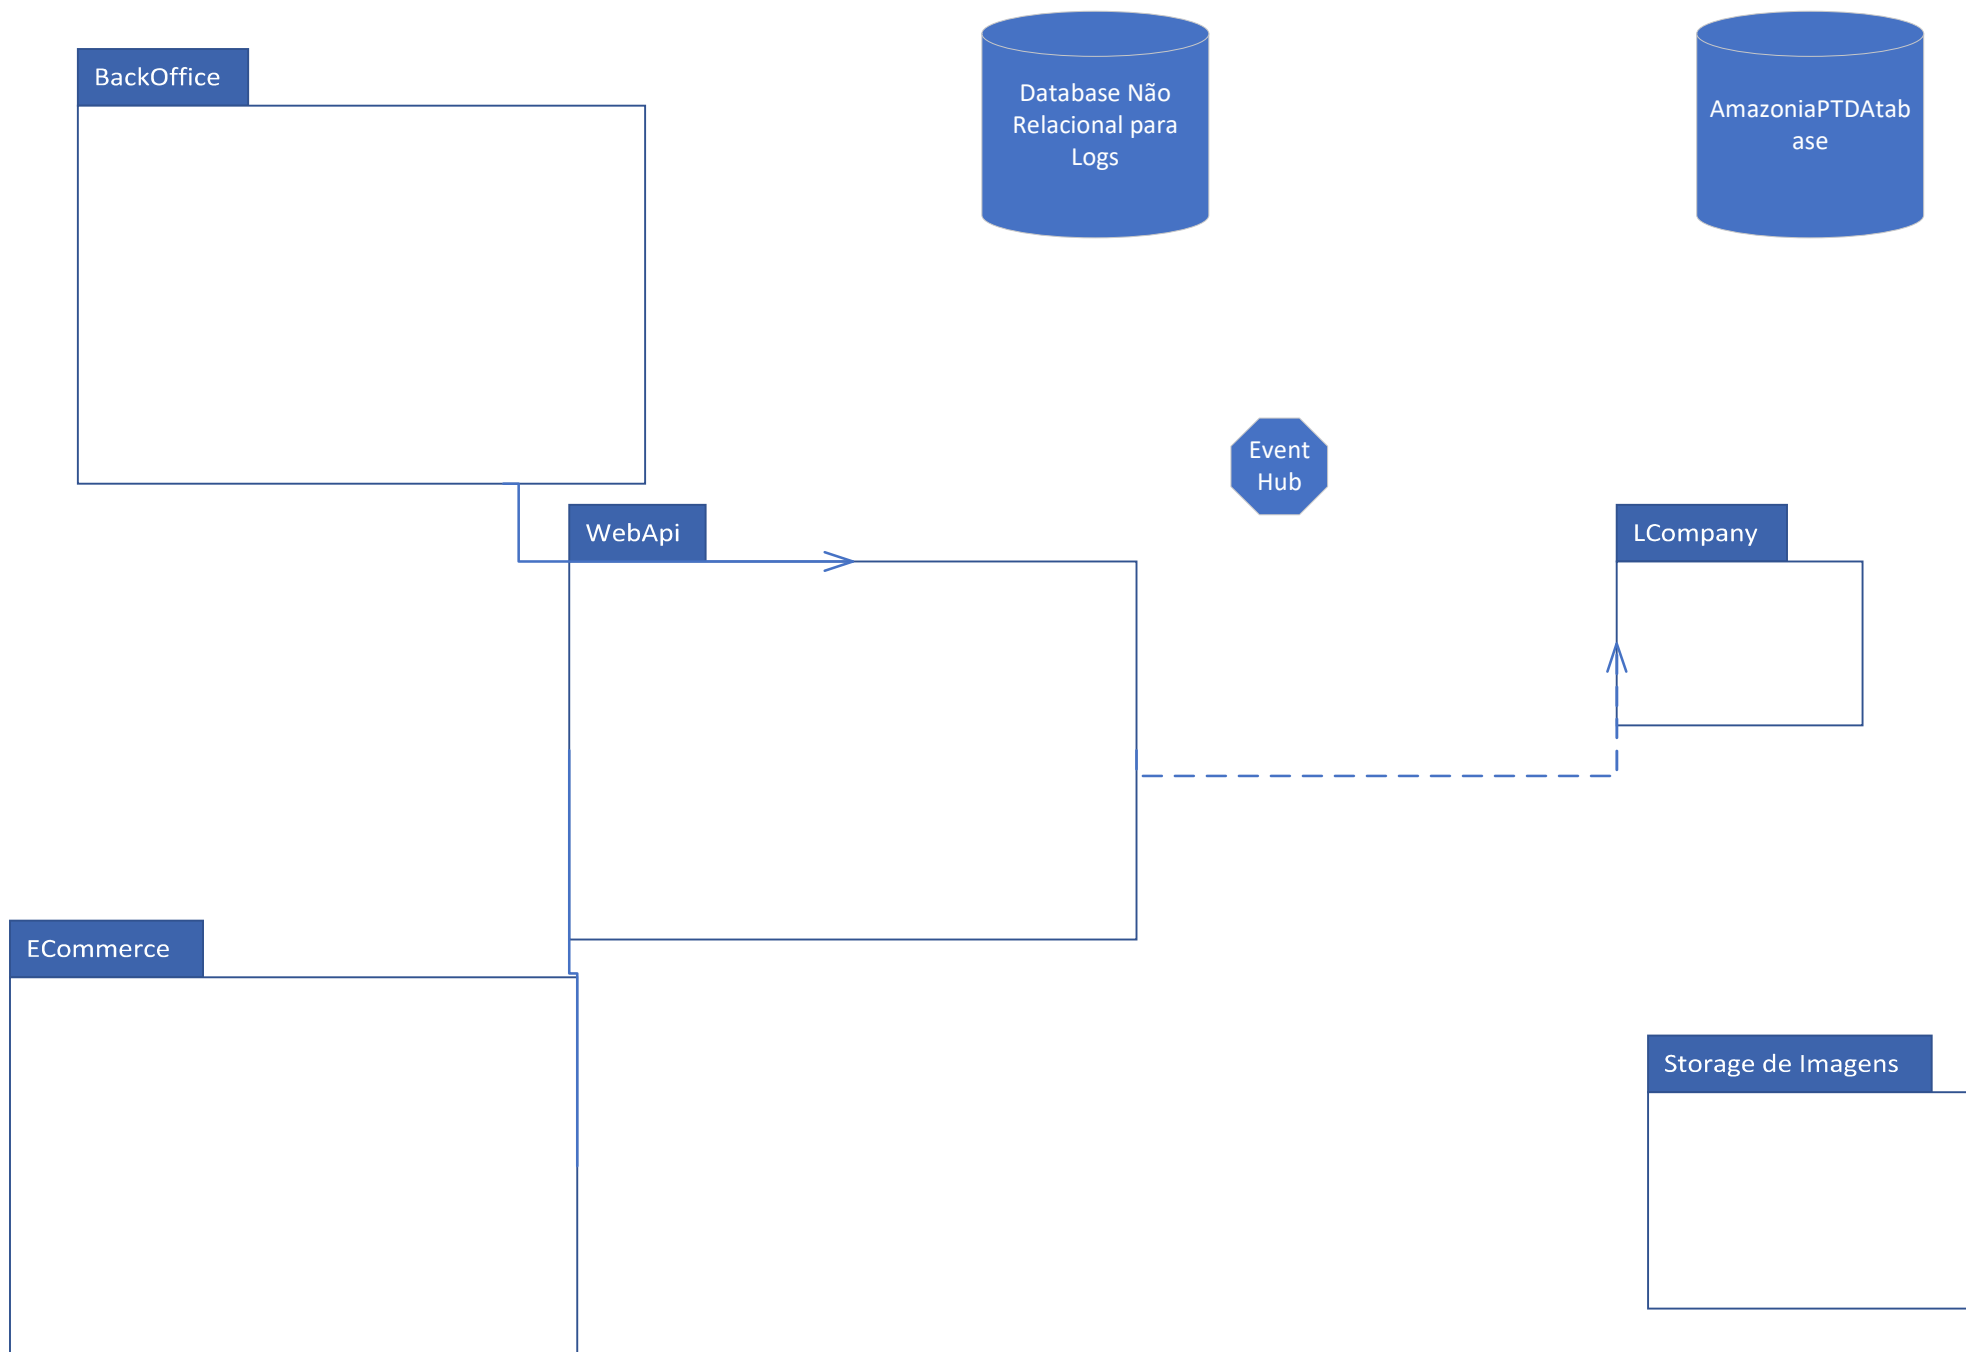 BackOffice
Database Não
Relacional para
Logs
AmazoniaPTDAtab
ase
Event
Hub
WebApi
LCompany
ECommerce
Storage de Imagens